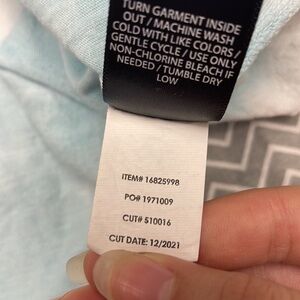 TURN GARMENT INSIDE
OUT / MACHINE WASH
COLD WITH LIKE COLORS /
GENTLE CYCLE / USE ONLY
NON-CHLORINE BLEACH IF
NEEDED / TUMBLE DRY
LOW
ITEM# 16825998
PO# 1971009
CUT# 510016
CUT DATE: 12/2021